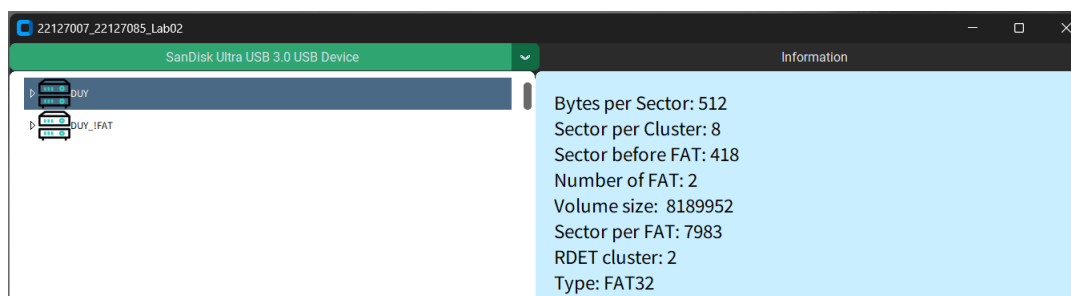 22127007_22127085_Lab02
SanDisk Ultra USB 3.0 USB Device
Information
DUY
DUY_!FAT
Bytes per Sector: 512
Sector per Cluster: 8
Sector before FAT: 418
Number of FAT: 2
Volume size: 8189952
Sector per FAT: 7983
RDET cluster: 2
Type: FAT32